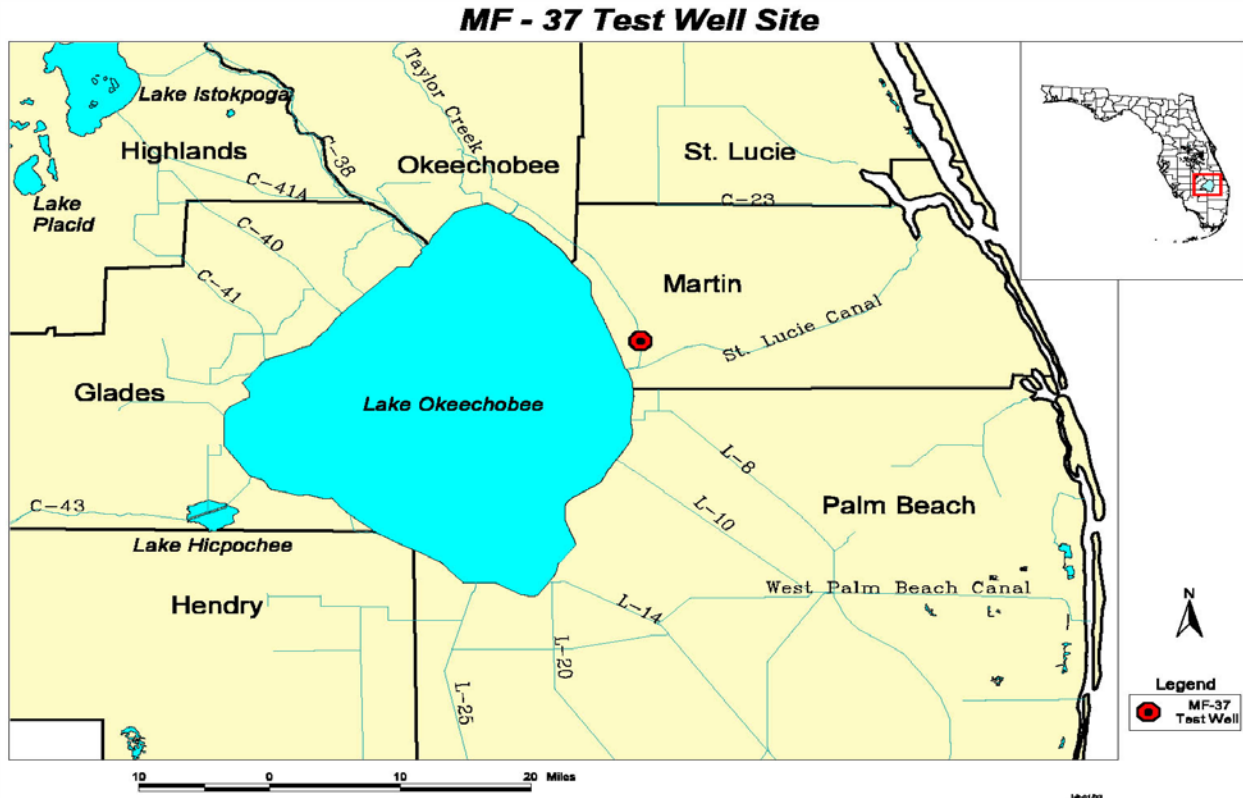 MF - 37 Test Well Site
Lake Istokpoga
Taylor Creek
Highlands
C-38
Okeechobee
St. Lucie
C-41A
Lake
Placid
C-40
C-23
C-41
Martin
St. Lucie Canal
Glades
Lake Okeechobee
L-8
Palm Beach
L-10
C-43
Lake Hicpochee
West Palm Beach Canal
Hendry
L-14
L-20
L-25
N
Legend
MF-37
Test Well
10 0 10 20 Miles